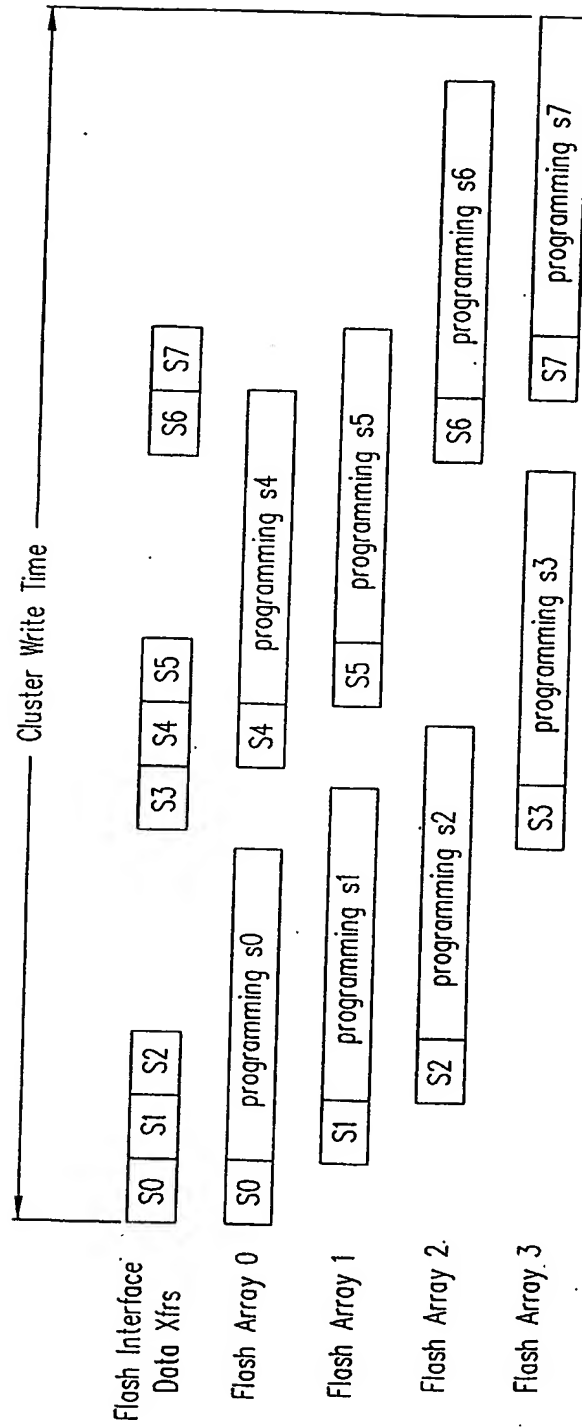 Cluster Write Time
Flash Interface
Data Xfrs
S0 S1 S2 S3 S4 S5 S6 S7
Flash Array 0
S0 programming s0 S4 programming s4
Flash Array 1
S1 programming s1 S5 programming s5
Flash Array 2
S2 programming s2 S6 programming s6
Flash Array 3
S3 programming s3 S7 programming s7